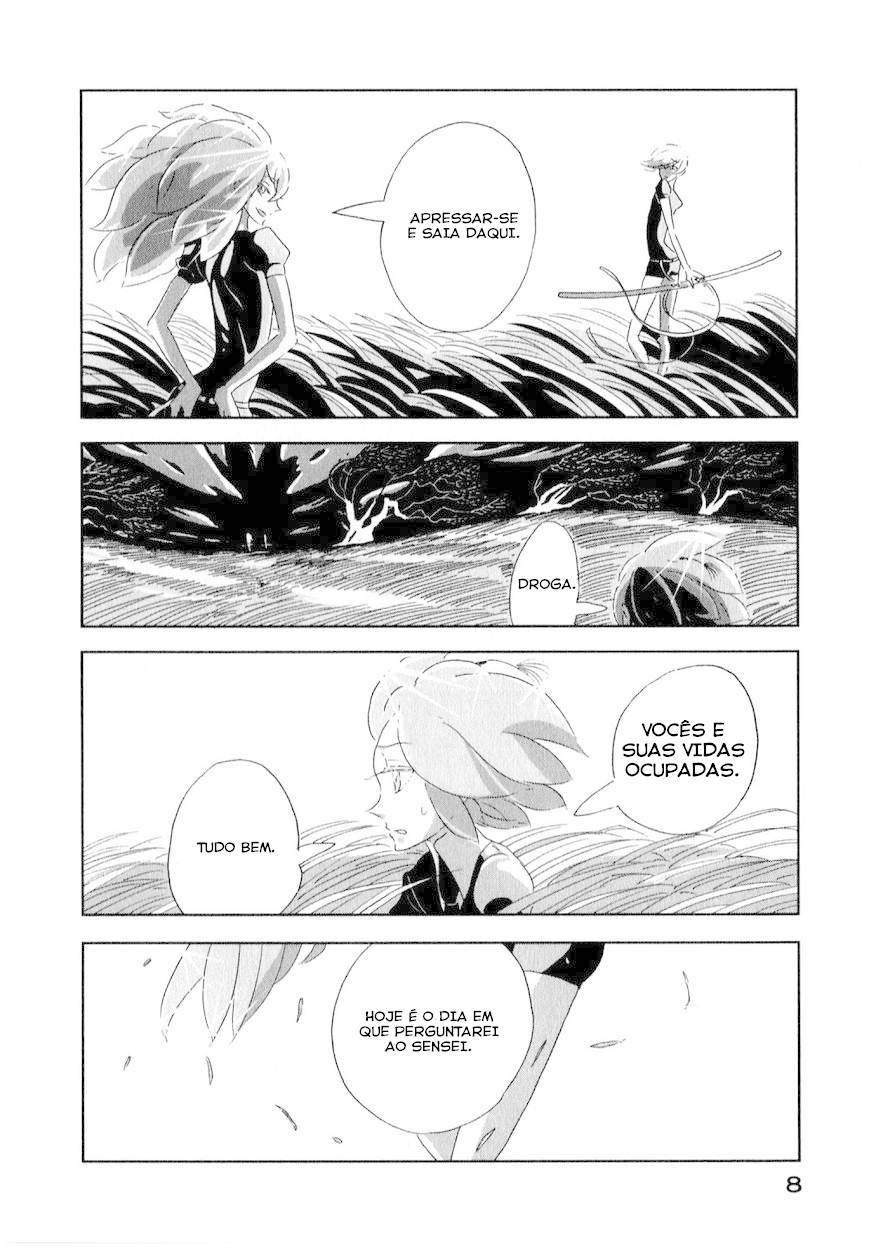 APRESSAR-SE
E SAIA DAQUI.
DROGA.
VOCÊS E
SUAS VIDAS
OCUPADAS.
TUDO BEM.
HOJE É O DIA EM
QUE PERGUNTAREI
AO SENSEI.
8